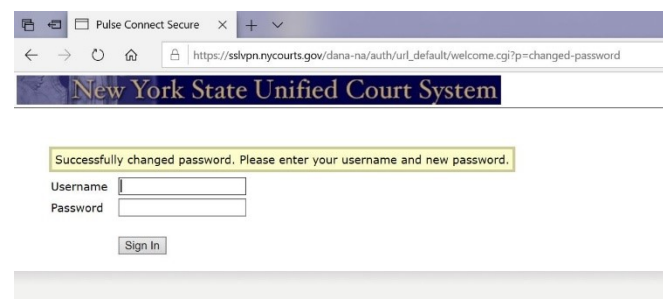 Pulse Connect Secure
https://sslvpn.nycourts.gov/dana-na/auth/url_default/welcome.cgi?p=changed-password
New York State Unified Court System
Successfully changed password. Please enter your username and new password.
Username
Password
Sign In